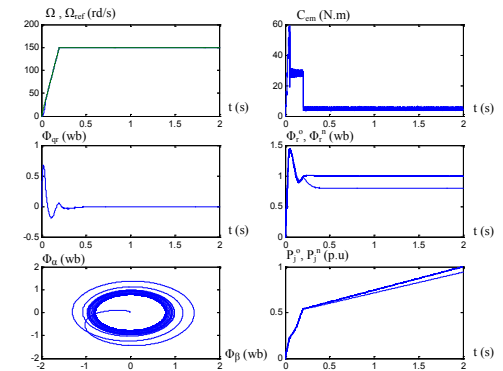 Ω , Ωref (rd/s)
200
150
100
50
0
0 0.5 1 1.5 2
t (s)
Cem (N.m)
60
40
20
0
0 0.5 1 1.5 2
t (s)
Φqr (wb)
1
0.5
0
-0.5
0 0.5 1 1.5 2
t (s)
Φr°, Φrⁿ (wb)
1.5
1
0.5
0
0 0.5 1 1.5 2
t (s)
Φα (wb)
2
1
0
-1
-2
-2 -1 0 1 2
Φβ (wb)
Pj°, Pjⁿ (p.u)
1
0.5
0
0 0.5 1 1.5 2
t (s)